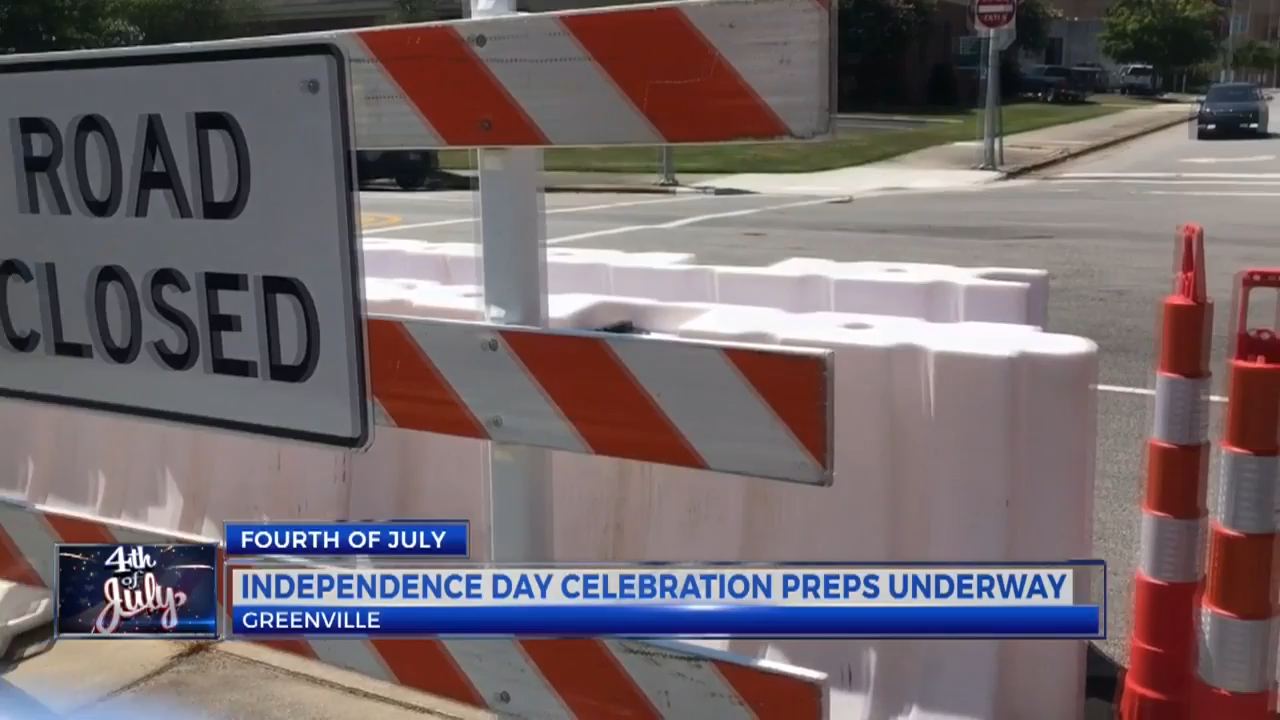 ROAD
CLOSED
FOURTH OF JULY
4th
of
July
INDEPENDENCE DAY CELEBRATION PREPS UNDERWAY
GREENVILLE